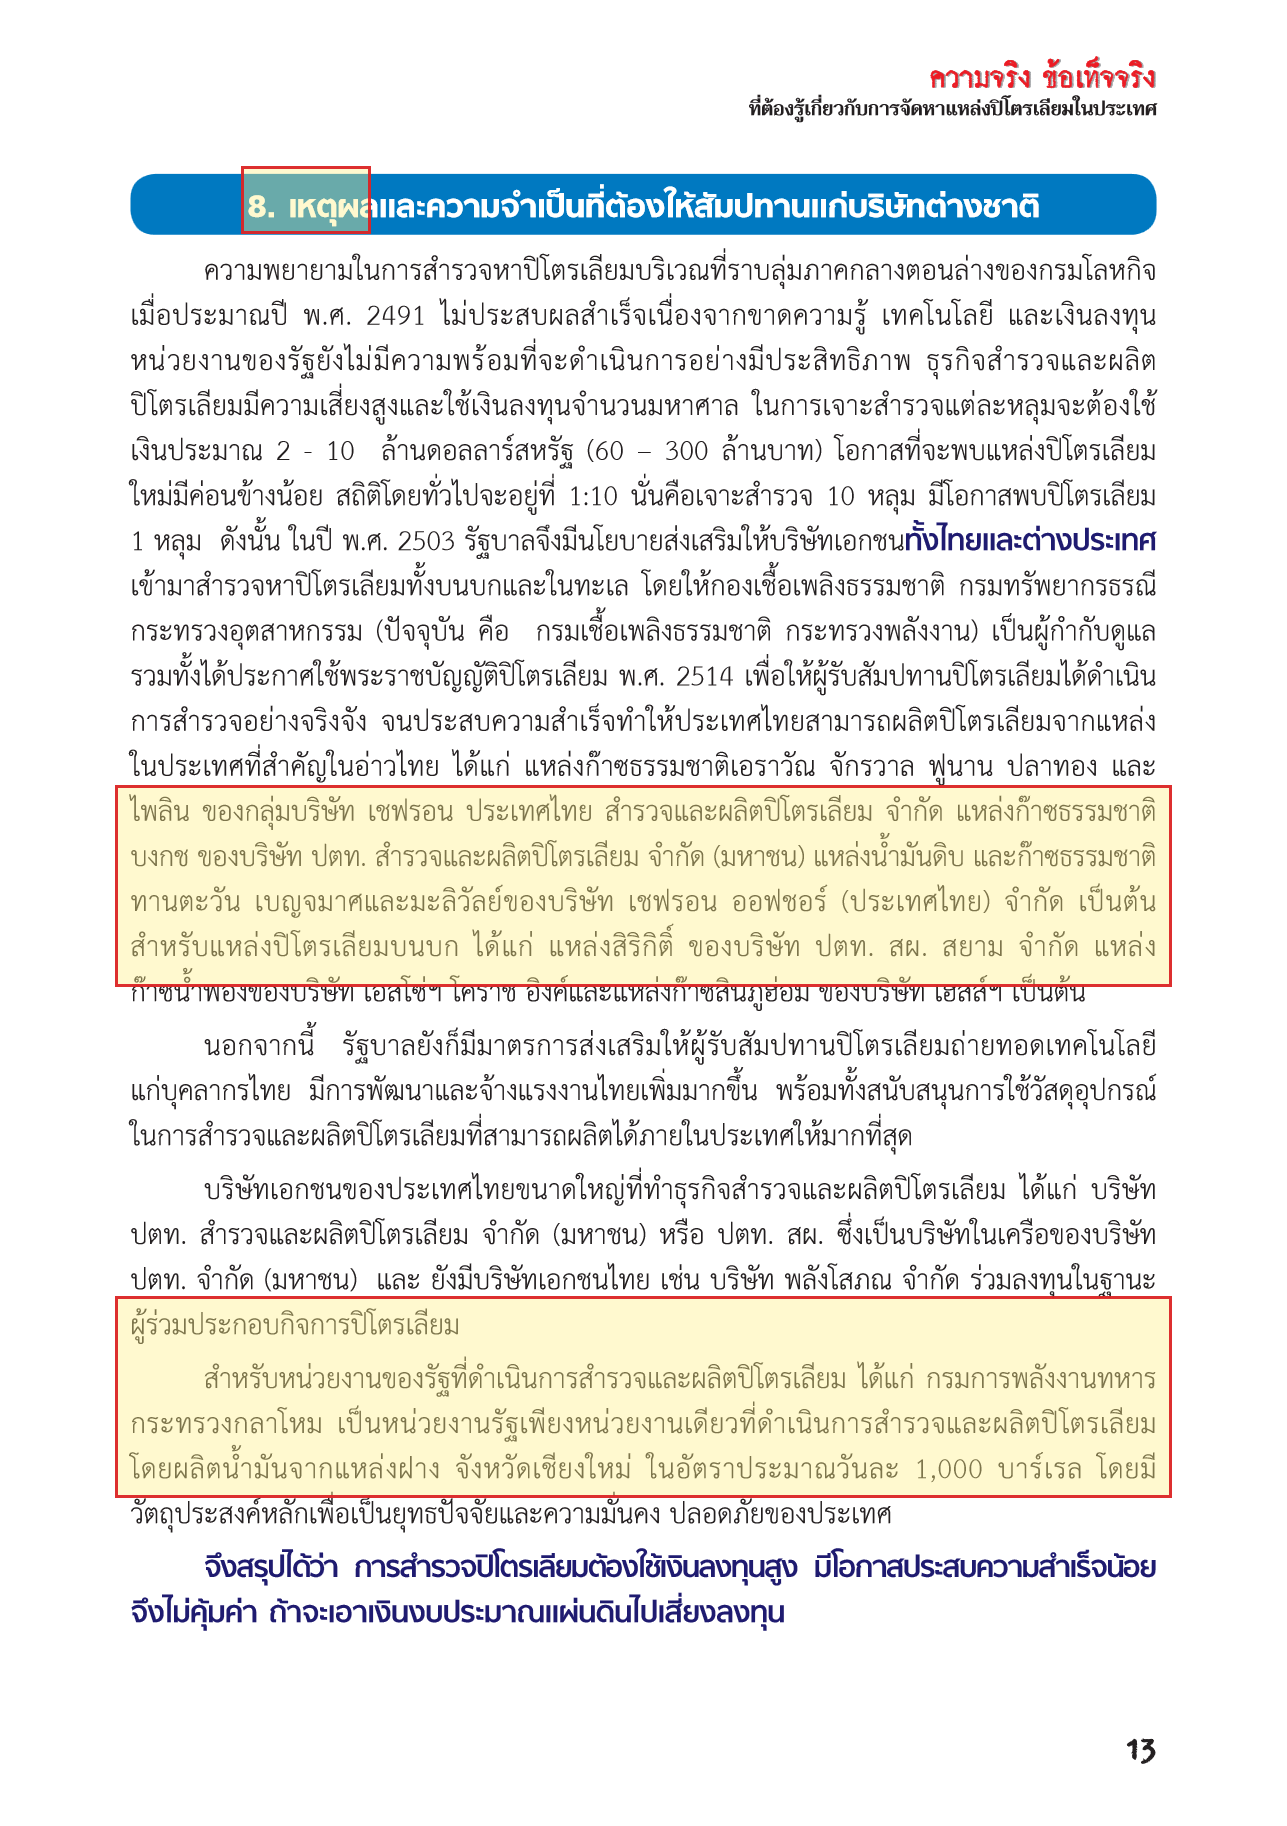 ความจริง ข้อเท็จจริง
ที่ต้องรู้เกี่ยวกับการจัดหาแหล่งปิโตรเลียมในประเทศ
8. เหตุผลและความจำเป็นที่ต้องให้สัมปทานแก่บริษัทต่างชาติ
ความพยายามในการสำรวจหาปิโตรเลียมบริเวณที่ราบลุ่มภาคกลางตอนล่างของกรมโลหกิจ
เมื่อประมาณปี พ.ศ. 2491 ไม่ประสบผลสำเร็จเนื่องจากขาดความรู้ เทคโนโลยี และเงินลงทุน
หน่วยงานของรัฐยังไม่มีความพร้อมที่จะดำเนินการอย่างมีประสิทธิภาพ ธุรกิจสำรวจและผลิต
ปิโตรเลียมมีความเสี่ยงสูงและใช้เงินลงทุนจำนวนมหาศาล ในการเจาะสำรวจแต่ละหลุมจะต้องใช้
เงินประมาณ 2 - 10 ล้านดอลลาร์สหรัฐ (60 – 300 ล้านบาท) โอกาสที่จะพบแหล่งปิโตรเลียม
ใหม่มีค่อนข้างน้อย สถิติโดยทั่วไปจะอยู่ที่ 1:10 นั่นคือเจาะสำรวจ 10 หลุม มีโอกาสพบปิโตรเลียม
1 หลุม ดังนั้น ในปี พ.ศ. 2503 รัฐบาลจึงมีนโยบายส่งเสริมให้บริษัทเอกชนทั้งไทยและต่างประเทศ
เข้ามาสำรวจหาปิโตรเลียมทั้งบนบกและในทะเล โดยให้กองเชื้อเพลิงธรรมชาติ กรมทรัพยากรธรณี
กระทรวงอุตสาหกรรม (ปัจจุบัน คือ กรมเชื้อเพลิงธรรมชาติ กระทรวงพลังงาน) เป็นผู้กำกับดูแล
รวมทั้งได้ประกาศใช้พระราชบัญญัติปิโตรเลียม พ.ศ. 2514 เพื่อให้ผู้รับสัมปทานปิโตรเลียมได้ดำเนิน
การสำรวจอย่างจริงจัง จนประสบความสำเร็จทำให้ประเทศไทยสามารถผลิตปิโตรเลียมจากแหล่ง
ในประเทศที่สำคัญในอ่าวไทย ได้แก่ แหล่งก๊าซธรรมชาติเอราวัณ จักรวาล ฟูนาน ปลาทอง และ
ไพลิน ของกลุ่มบริษัท เชฟรอน ประเทศไทย สำรวจและผลิตปิโตรเลียม จำกัด แหล่งก๊าซธรรมชาติ
บงกช ของบริษัท ปตท. สำรวจและผลิตปิโตรเลียม จำกัด (มหาชน) แหล่งน้ำมันดิบ และก๊าซธรรมชาติ
ทานตะวัน เบญจมาศและมะลิวัลย์ของบริษัท เชฟรอน ออฟชอร์ (ประเทศไทย) จำกัด เป็นต้น
สำหรับแหล่งปิโตรเลียมบนบก ได้แก่ แหล่งสิริกิติ์ ของบริษัท ปตท. สผ. สยาม จำกัด แหล่ง
ก๊าซน้ำพองของบริษัท เอสโซ่ฯ โคราช อิงค์และแหล่งก๊าซสินภูฮ่อม ของบริษัท เฮสส์ฯ เป็นต้น
นอกจากนี้ รัฐบาลยังก็มีมาตรการส่งเสริมให้ผู้รับสัมปทานปิโตรเลียมถ่ายทอดเทคโนโลยี
แก่บุคลากรไทย มีการพัฒนาและจ้างแรงงานไทยเพิ่มมากขึ้น พร้อมทั้งสนับสนุนการใช้วัสดุอุปกรณ์
ในการสำรวจและผลิตปิโตรเลียมที่สามารถผลิตได้ภายในประเทศให้มากที่สุด
บริษัทเอกชนของประเทศไทยขนาดใหญ่ที่ทำธุรกิจสำรวจและผลิตปิโตรเลียม ได้แก่ บริษัท
ปตท. สำรวจและผลิตปิโตรเลียม จำกัด (มหาชน) หรือ ปตท. สผ. ซึ่งเป็นบริษัทในเครือของบริษัท
ปตท. จำกัด (มหาชน) และ ยังมีบริษัทเอกชนไทย เช่น บริษัท พลังโสภณ จำกัด ร่วมลงทุนในฐานะ
ผู้ร่วมประกอบกิจการปิโตรเลียม
สำหรับหน่วยงานของรัฐที่ดำเนินการสำรวจและผลิตปิโตรเลียม ได้แก่ กรมการพลังงานทหาร
กระทรวงกลาโหม เป็นหน่วยงานรัฐเพียงหน่วยงานเดียวที่ดำเนินการสำรวจและผลิตปิโตรเลียม
โดยผลิตน้ำมันจากแหล่งฝาง จังหวัดเชียงใหม่ ในอัตราประมาณวันละ 1,000 บาร์เรล โดยมี
วัตถุประสงค์หลักเพื่อเป็นยุทธปัจจัยและความมั่นคง ปลอดภัยของประเทศ
จึงสรุปได้ว่า การสำรวจปิโตรเลียมต้องใช้เงินลงทุนสูง มีโอกาสประสบความสำเร็จน้อย
จึงไม่คุ้มค่า ถ้าจะเอาเงินงบประมาณแผ่นดินไปเสี่ยงลงทุน
13